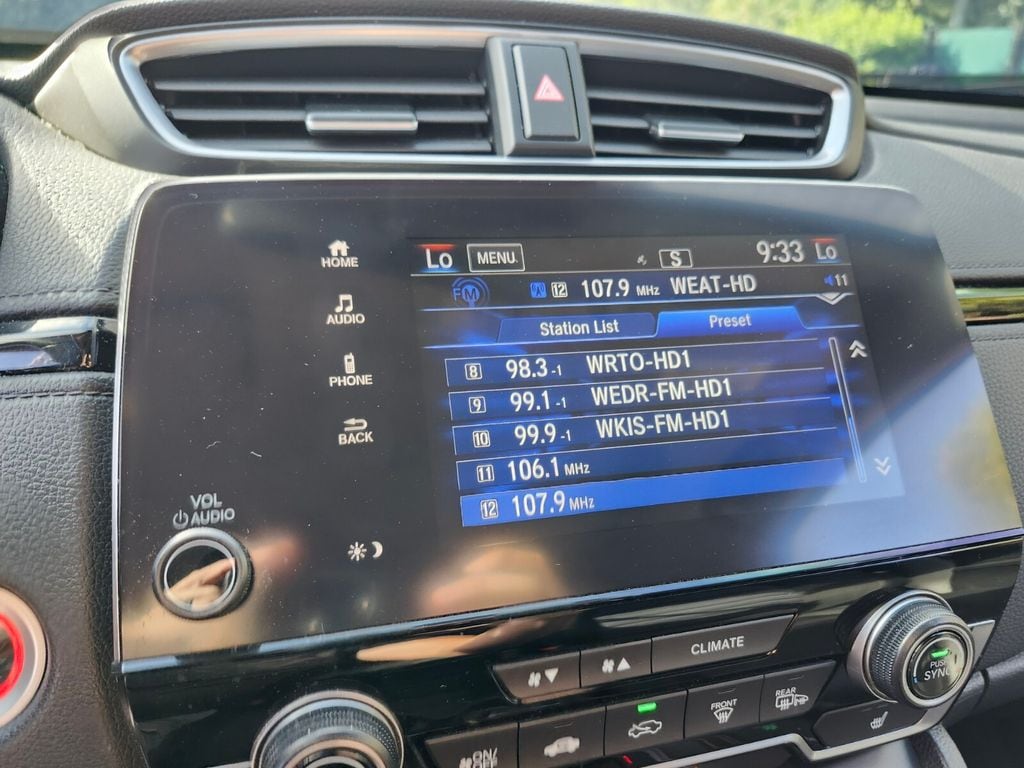 Lo MENU S 9:33 Lo
FM 12 107.9 MHz WEAT-HD 11
Station List Preset
8 98.3-1 WRTO-HD1
9 99.1-1 WEDR-FM-HD1
10 99.9-1 WKIS-FM-HD1
11 106.1 MHz
12 107.9 MHz
HOME
AUDIO
PHONE
BACK
VOL
AUDIO
CLIMATE
PUSH
SYNC
ON/
OFF
FRONT
REAR